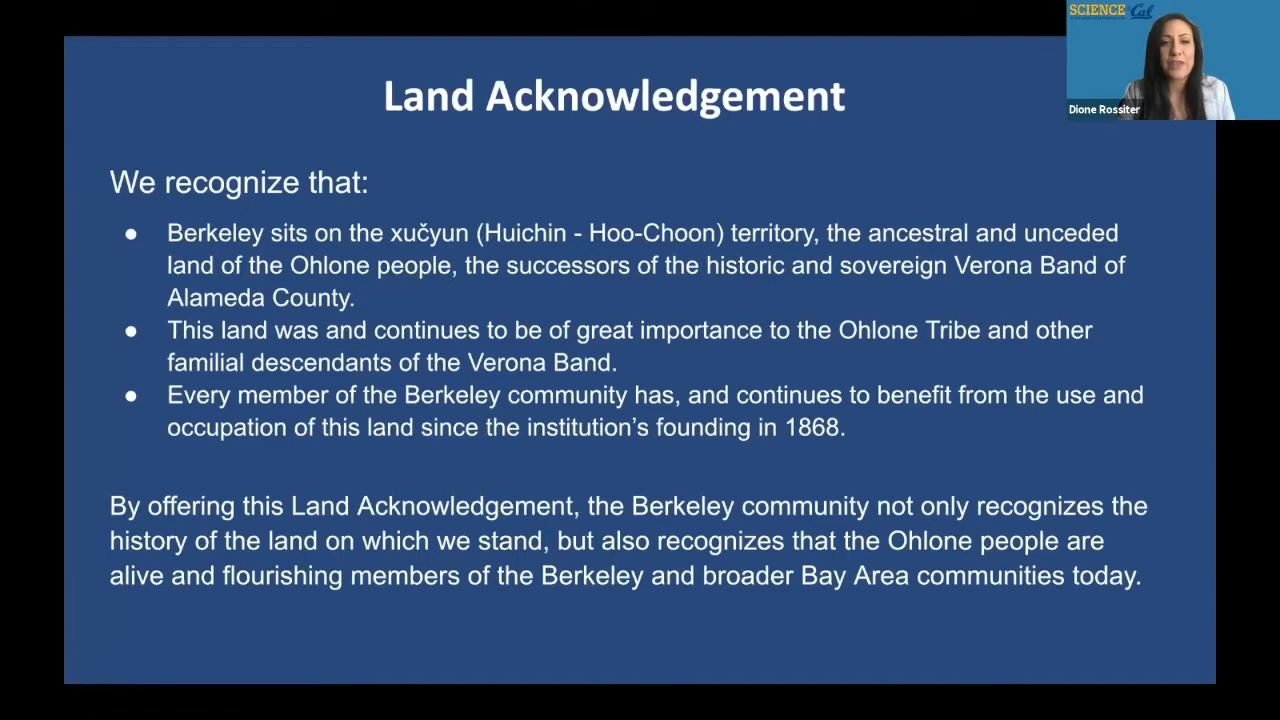 SCIENCE Cal
Dione Rossiter
Land Acknowledgement
We recognize that:
● Berkeley sits on the xučyun (Huichin - Hoo-Choon) territory, the ancestral and unceded
land of the Ohlone people, the successors of the historic and sovereign Verona Band of
Alameda County.
● This land was and continues to be of great importance to the Ohlone Tribe and other
familial descendants of the Verona Band.
● Every member of the Berkeley community has, and continues to benefit from the use and
occupation of this land since the institution’s founding in 1868.
By offering this Land Acknowledgement, the Berkeley community not only recognizes the
history of the land on which we stand, but also recognizes that the Ohlone people are
alive and flourishing members of the Berkeley and broader Bay Area communities today.